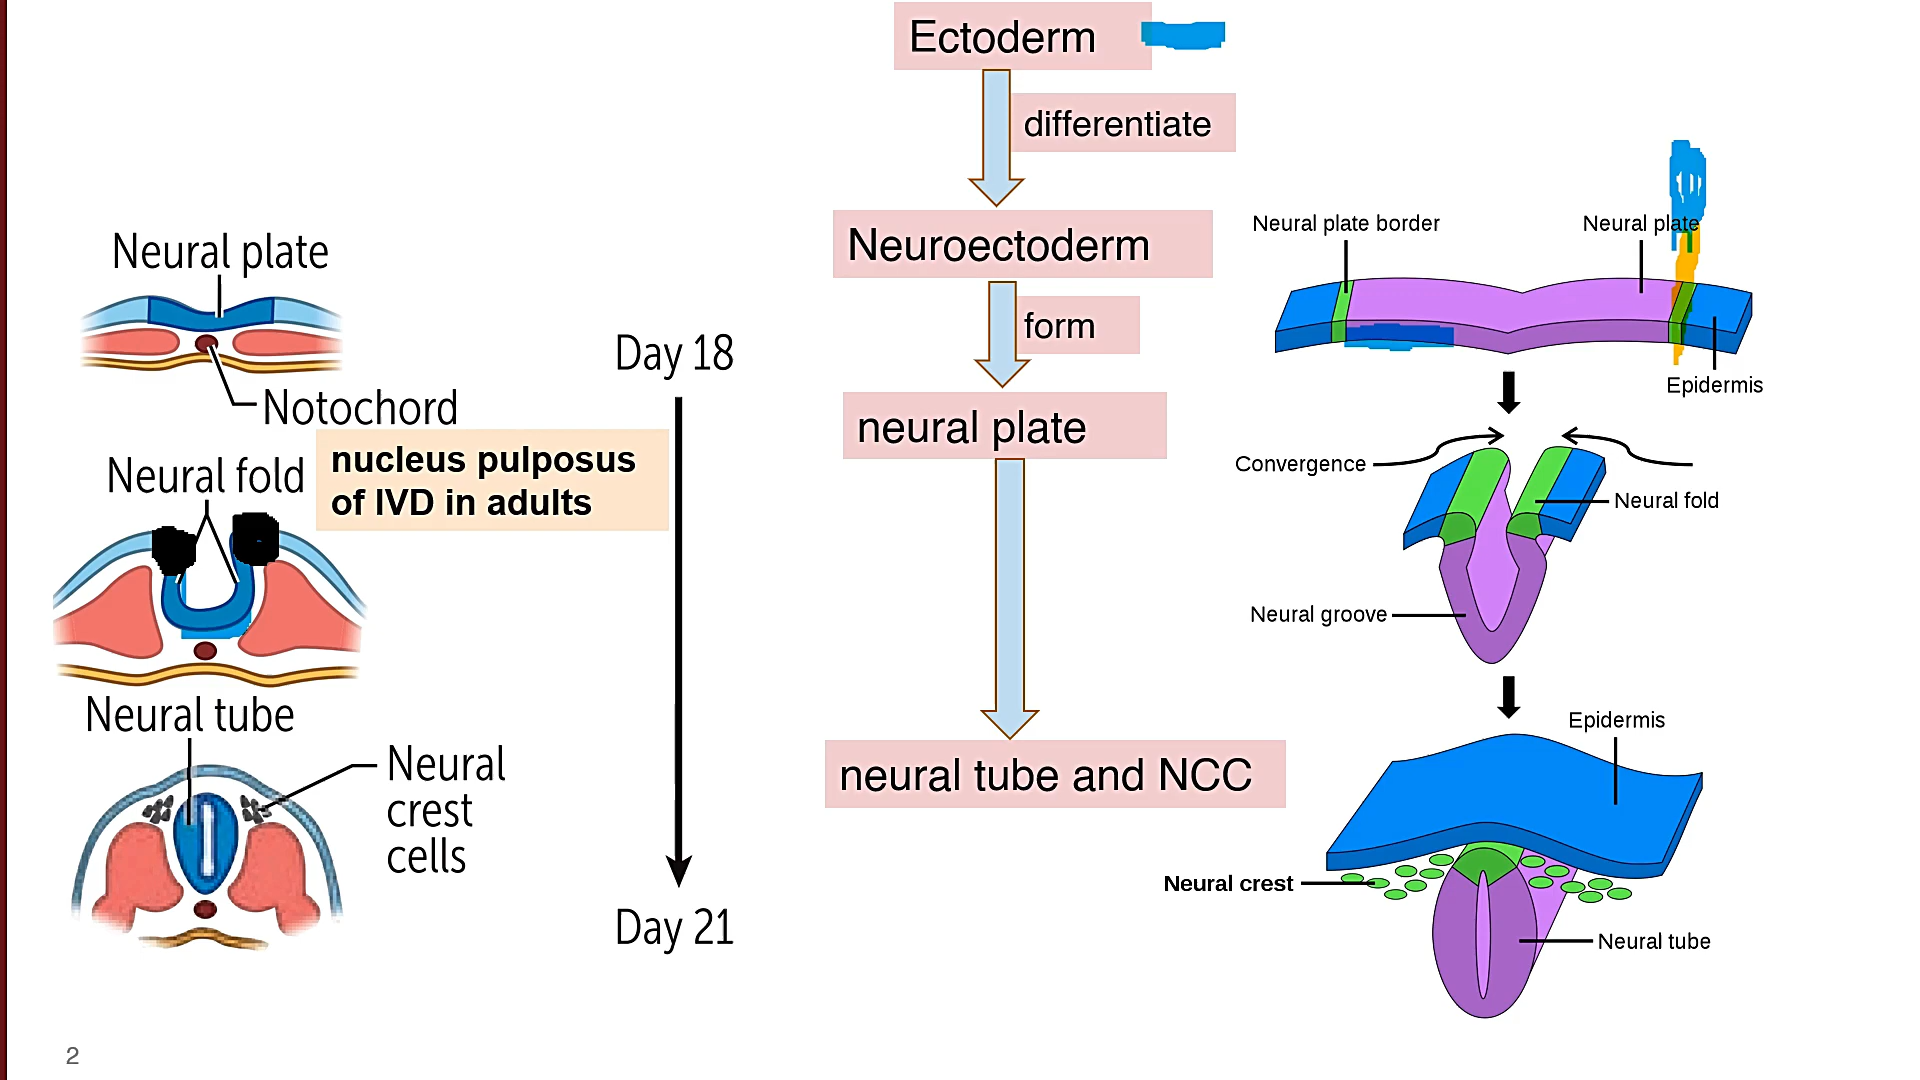 Neural plate
Notochord
nucleus pulposus
of IVD in adults
Neural fold
Neural tube
Neural
crest
cells
Day 18
Day 21
Ectoderm
differentiate
Neuroectoderm
form
neural plate
neural tube and NCC
Neural plate border
Neural plate
Epidermis
Convergence
Neural fold
Neural groove
Epidermis
Neural crest
Neural tube
2